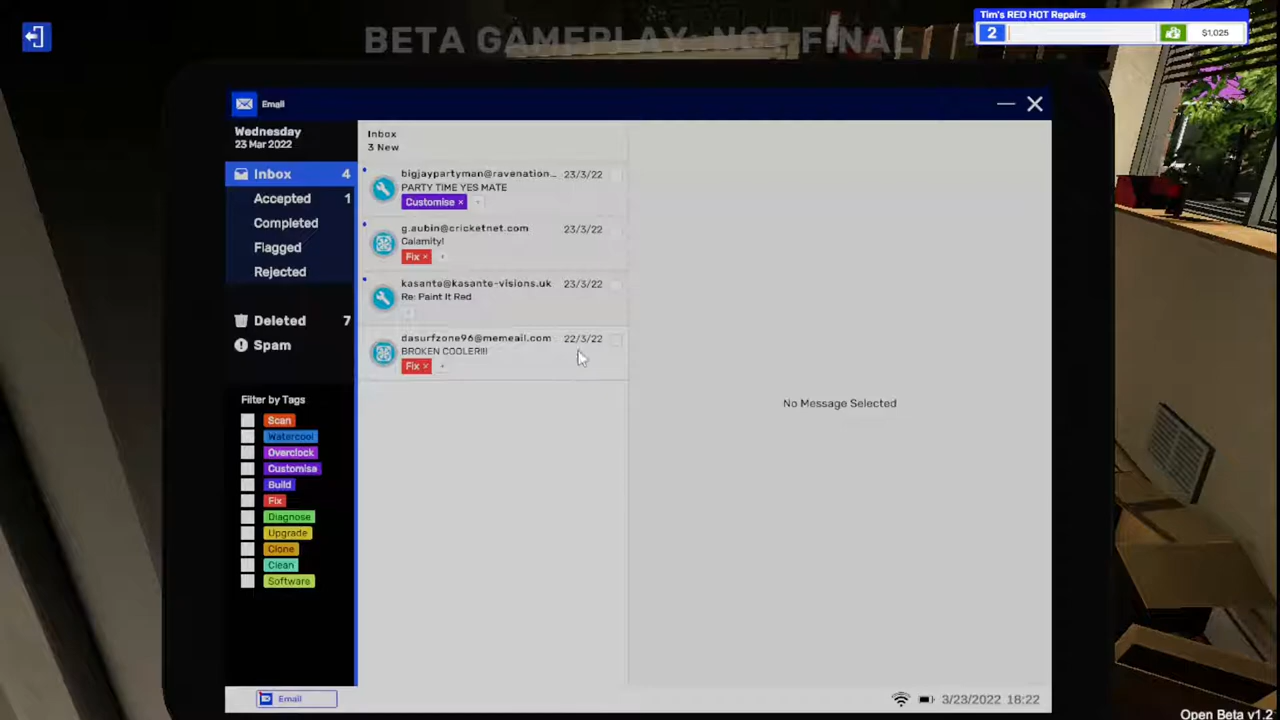 BETA GAMEPLAY: NOT FINAL
Tim's RED HOT Repairs
2
$1,025
Email
Wednesday
23 Mar 2022
Inbox 4
Accepted 1
Completed
Flagged
Rejected
Deleted 7
Spam
Filter by Tags
Scan
Watercool
Overclock
Customise
Build
Fix
Diagnose
Upgrade
Clone
Clean
Software
Inbox
3 New
bigjaypartyman@ravenation... 23/3/22
PARTY TIME YES MATE
Customise × +
g.aubin@cricketnet.com 23/3/22
Calamity!
Fix × +
kasante@kasante-visions.uk 23/3/22
Re: Paint It Red
+
dasurfzone96@memeail.com 22/3/22
BROKEN COOLER!!!
Fix × +
No Message Selected
Email
3/23/2022 18:22
Open Beta v1.2